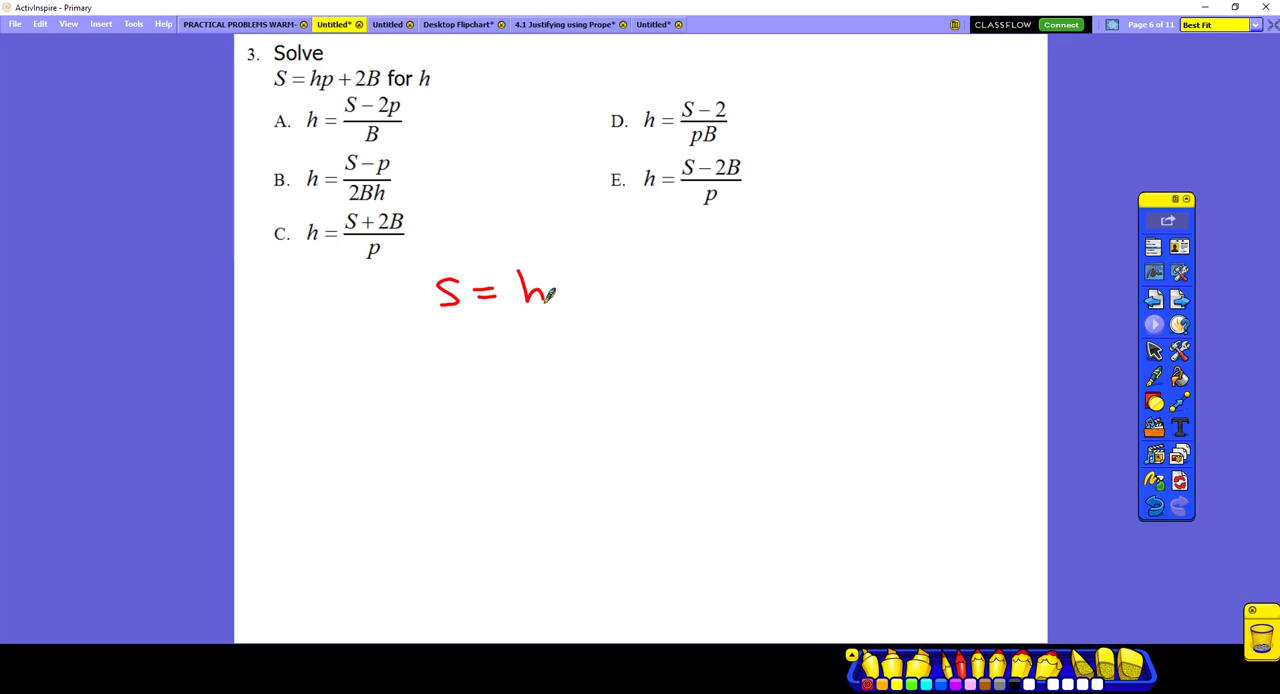 ActivInspire - Primary
File Edit View Insert Tools Help PRACTICAL PROBLEMS WARM- Untitled* Untitled Desktop Flipchart* 4.1 Justifying using Prope* Untitled* CLASSFLOW Connect Page 6 of 11 Best Fit
3. Solve
S = hp + 2B for h
A. h = (S - 2p)/B
B. h = (S - p)/(2Bh)
C. h = (S + 2B)/p
D. h = (S - 2)/(pB)
E. h = (S - 2B)/p
S = h